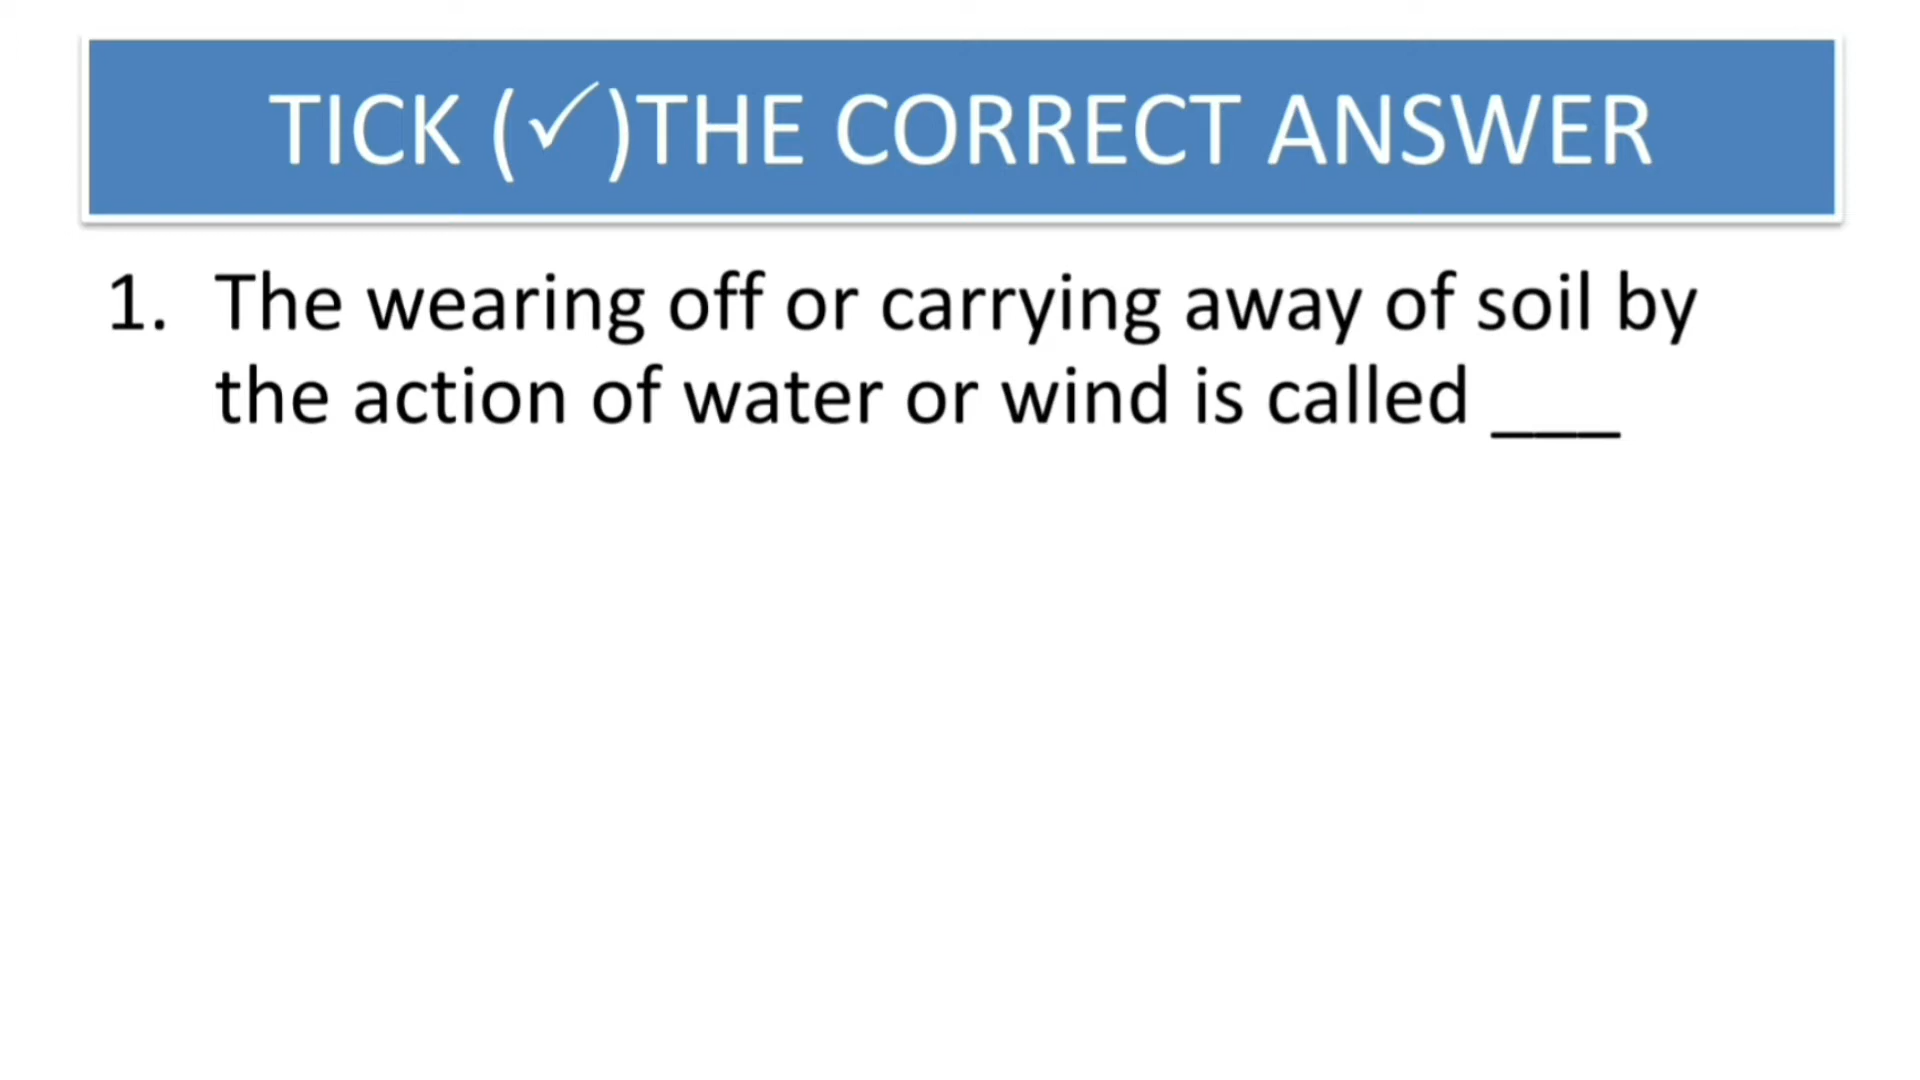 TICK (✓)THE CORRECT ANSWER
1. The wearing off or carrying away of soil by
the action of water or wind is called ___